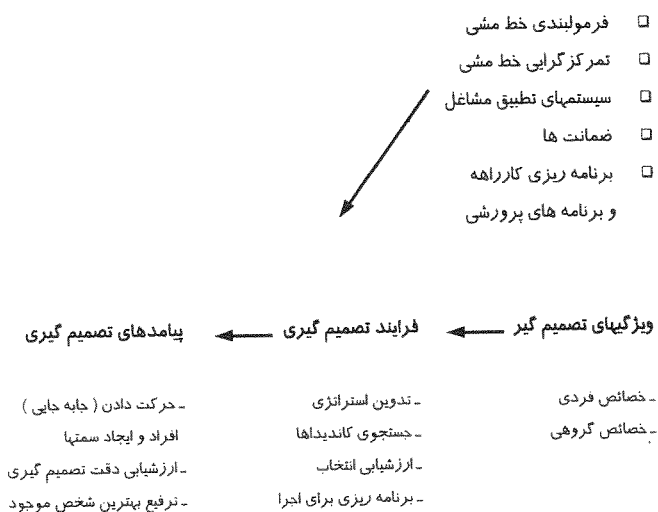 ❑ فرمولبندی خط مشی
❑ تمرکزگرایی خط مشی
❑ سیستمهای تطبیق مشاغل
❑ ضمانت ها
❑ برنامه ریزی کارراهه
و برنامه های پرورشی
ویژگیهای تصمیم گیر
ـ خصائص فردی
ـ خصائص گروهی
فرایند تصمیم گیری
ـ تدوین استراتژی
ـ جستجوی کاندیداها
ـ ارزشیابی انتخاب
ـ برنامه ریزی برای اجرا
پیامدهای تصمیم گیری
ـ حرکت دادن ( جابه جایی )
افراد و ایجاد سمتها
ـ ارزشیابی دقت تصمیم گیری
ـ ترفیع بهترین شخص موجود